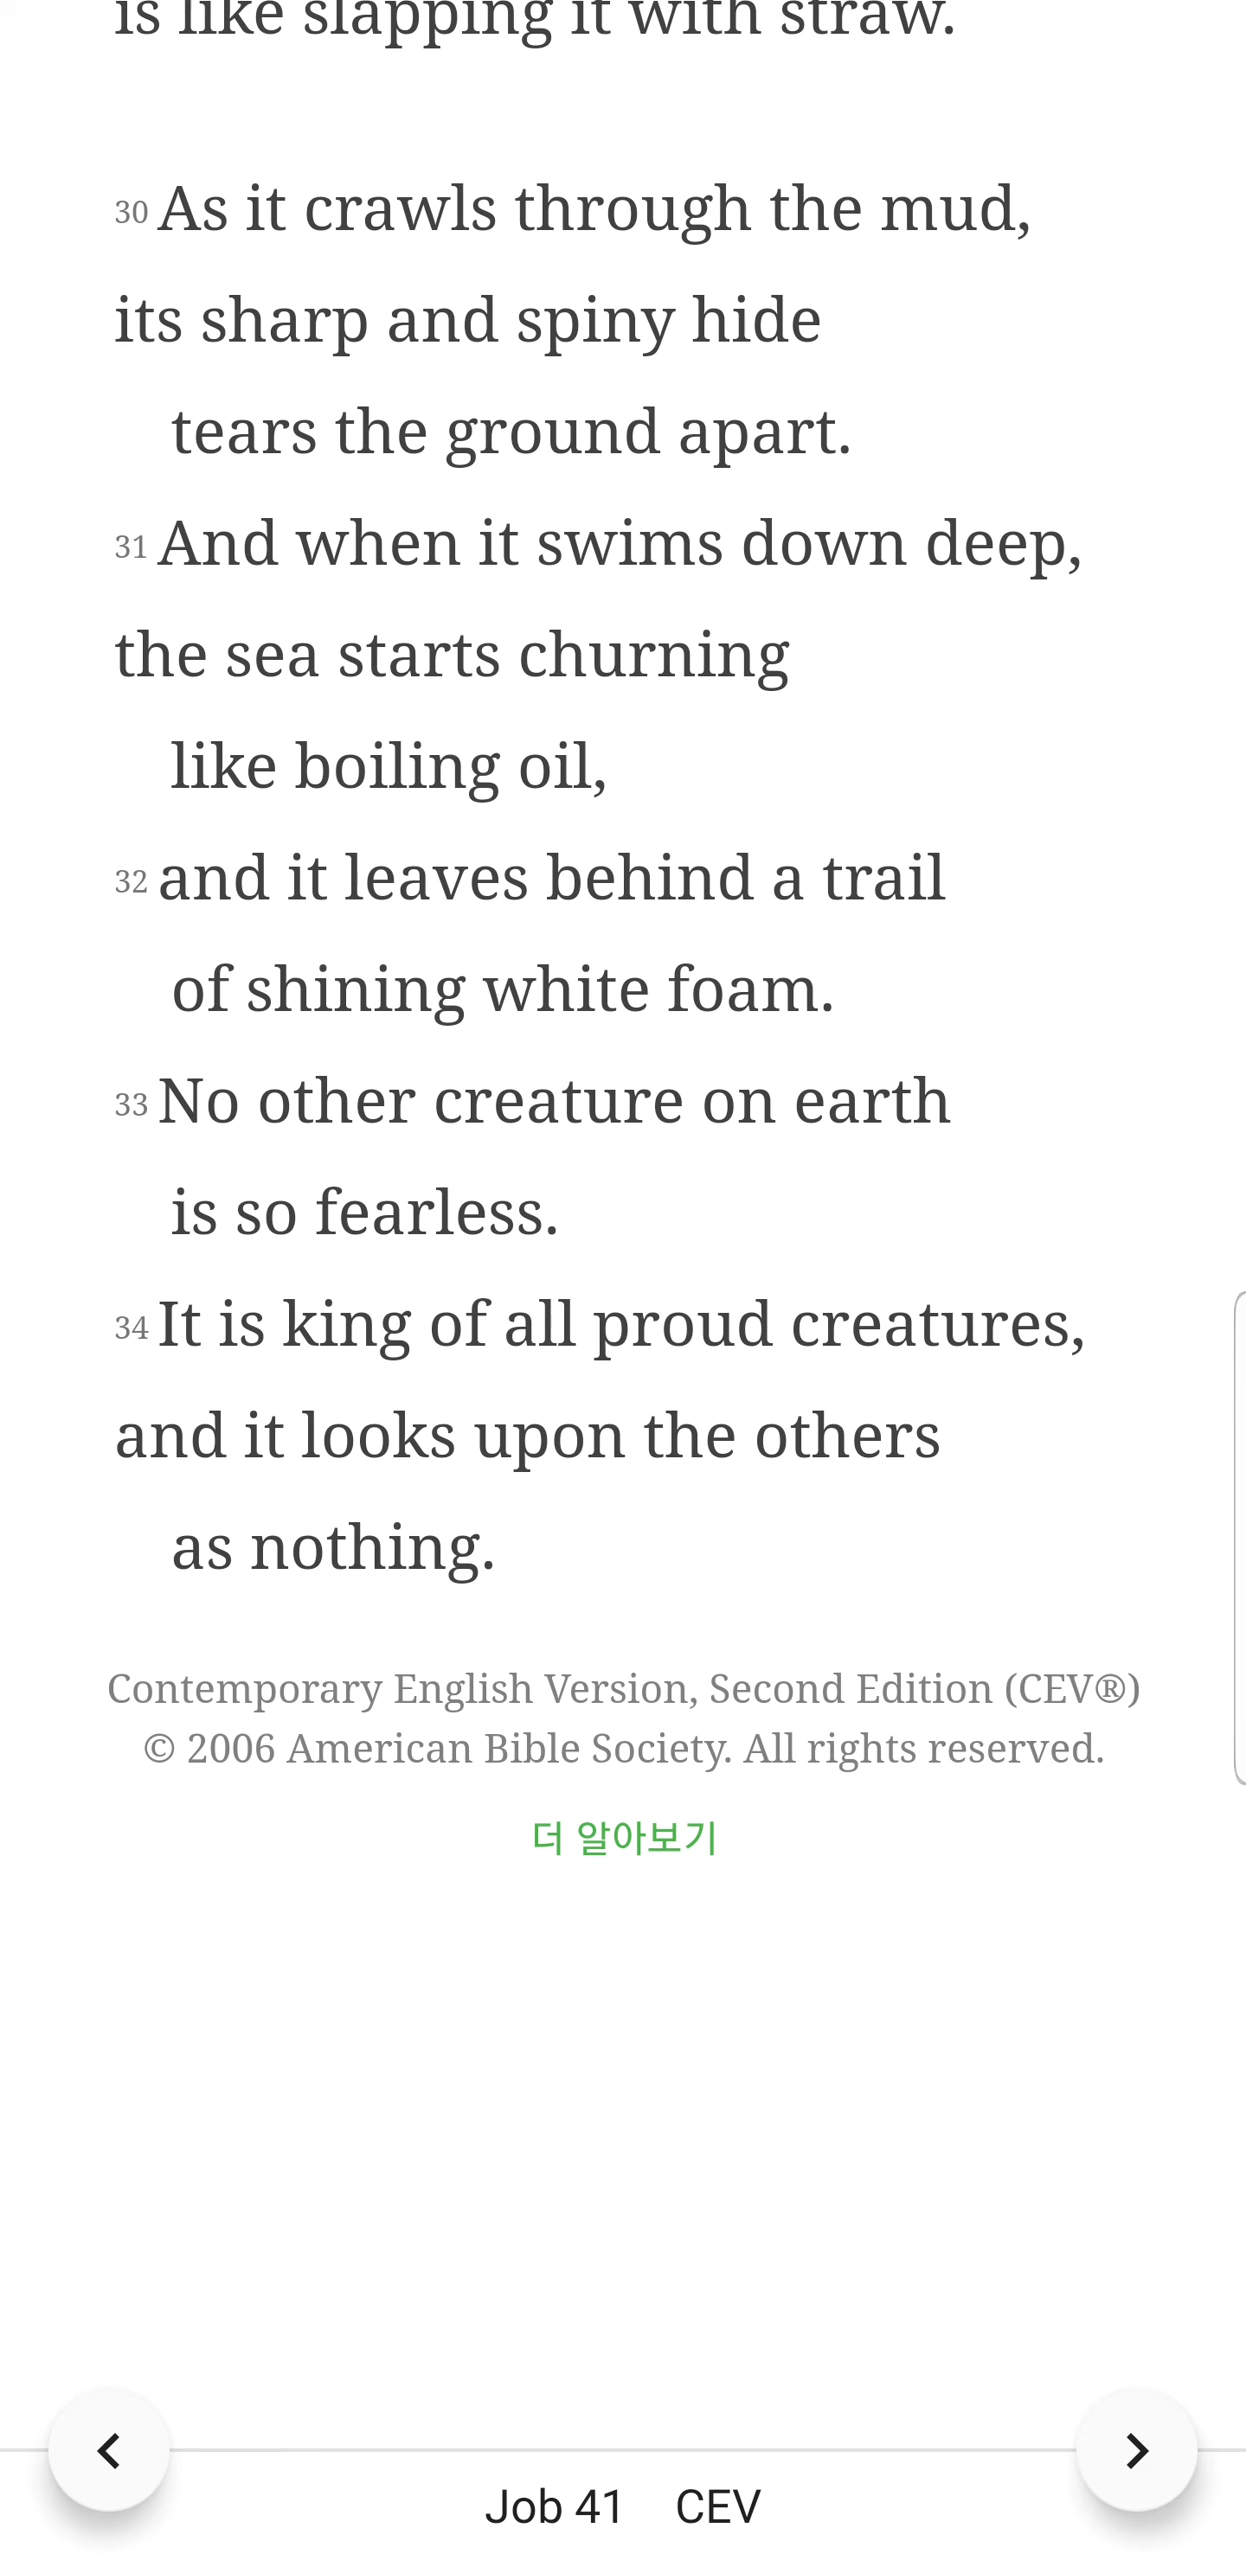 is like slapping it with straw.
30 As it crawls through the mud,
its sharp and spiny hide
tears the ground apart.
31 And when it swims down deep,
the sea starts churning
like boiling oil,
32 and it leaves behind a trail
of shining white foam.
33 No other creature on earth
is so fearless.
34 It is king of all proud creatures,
and it looks upon the others
as nothing.
Contemporary English Version, Second Edition (CEV®)
© 2006 American Bible Society. All rights reserved.
더 알아보기
Job 41 CEV